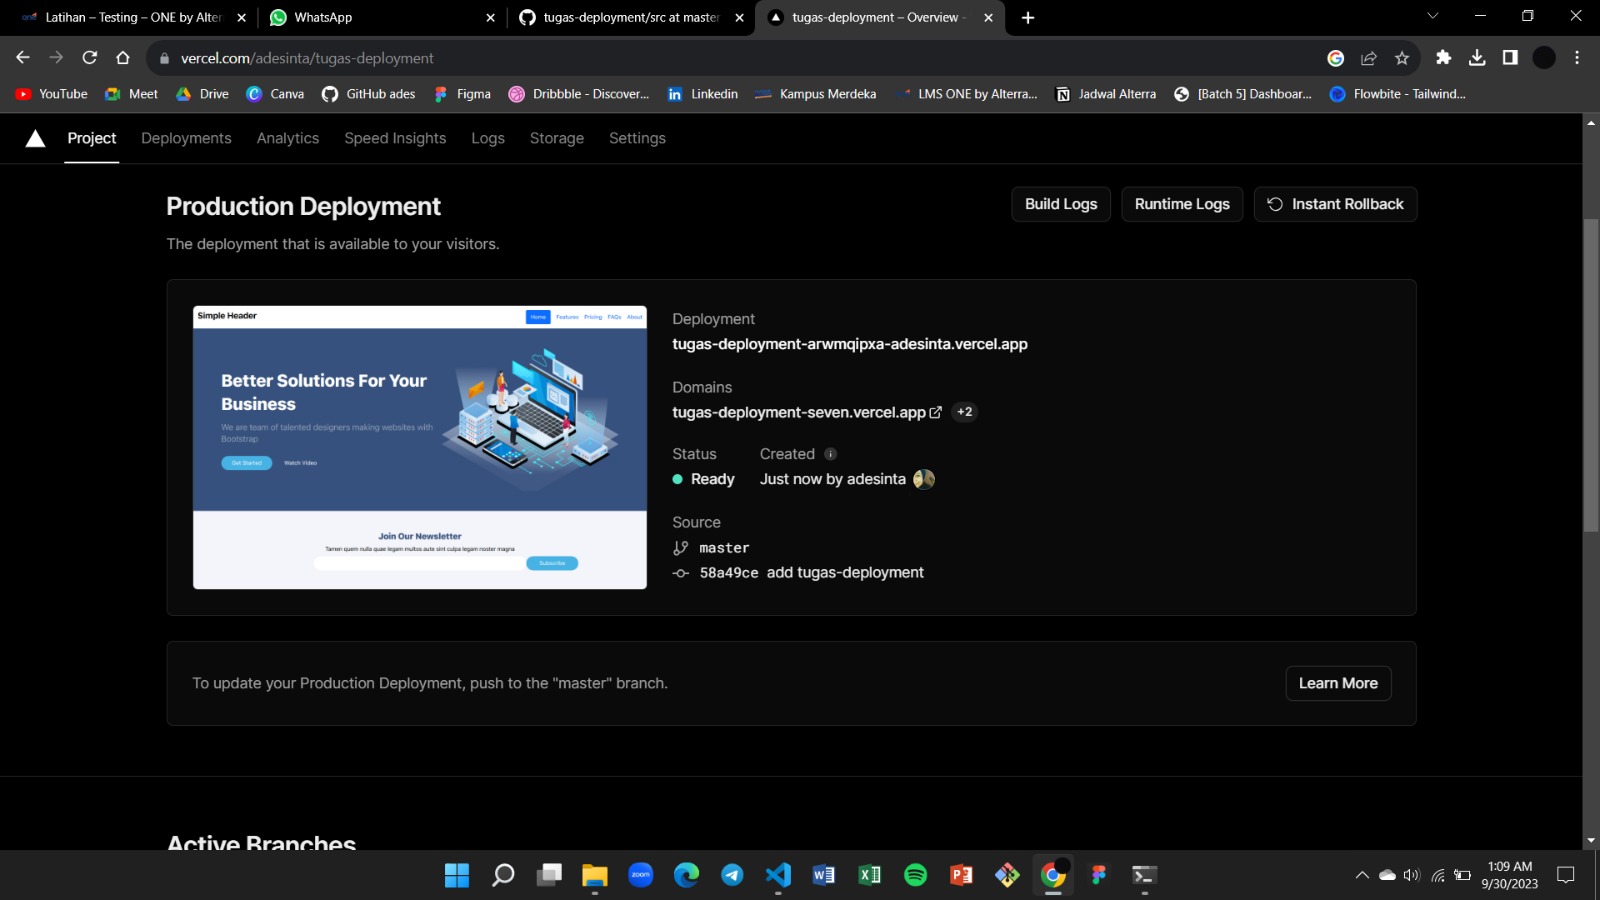 Latihan – Testing – ONE by Alter
WhatsApp
tugas-deployment/src at master
tugas-deployment – Overview –
vercel.com/adesinta/tugas-deployment
YouTube
Meet
Drive
Canva
GitHub ades
Figma
Dribbble - Discover...
Linkedin
Kampus Merdeka
LMS ONE by Alterra...
Jadwal Alterra
[Batch 5] Dashboar...
Flowbite - Tailwind...
Project
Deployments
Analytics
Speed Insights
Logs
Storage
Settings
Production Deployment
Build Logs
Runtime Logs
Instant Rollback
The deployment that is available to your visitors.
Simple Header
Home
Features
Pricing
FAQs
About
Better Solutions For Your
Business
We are team of talented designers making websites with
Bootstrap
Get Started
Watch Video
Join Our Newsletter
Tamen quem nulla quae legam multos aute sint culpa legam noster magna
Subscribe
Deployment
tugas-deployment-arwmqipxa-adesinta.vercel.app
Domains
tugas-deployment-seven.vercel.app
+2
Status
Created
Ready
Just now by adesinta
Source
master
58a49ce add tugas-deployment
To update your Production Deployment, push to the "master" branch.
Learn More
Active Branches
zoom
1:09 AM
9/30/2023